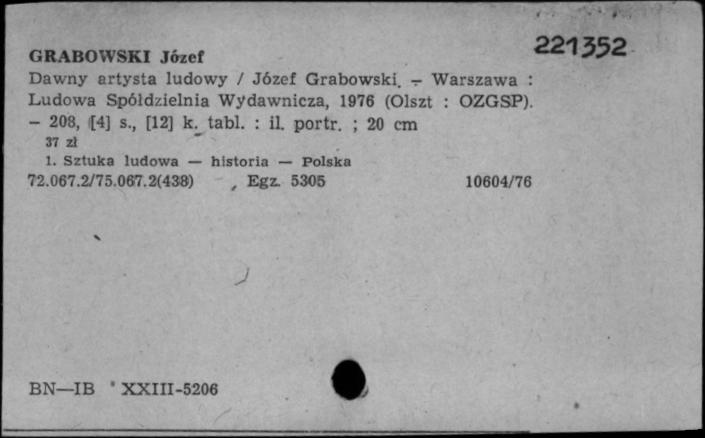 221352
GRABOWSKI Józef
Dawny artysta ludowy / Józef Grabowski. — Warszawa :
Ludowa Spółdzielnia Wydawnicza, 1976 (Olszt : OZGSP).
— 208, [4] s., [12] k. tabl. : il. portr. ; 20 cm
37 zł
1. Sztuka ludowa — historia — Polska
72.067.2/75.067.2(438) , Egz. 5305 10604/76
BN—IB XXIII-5206